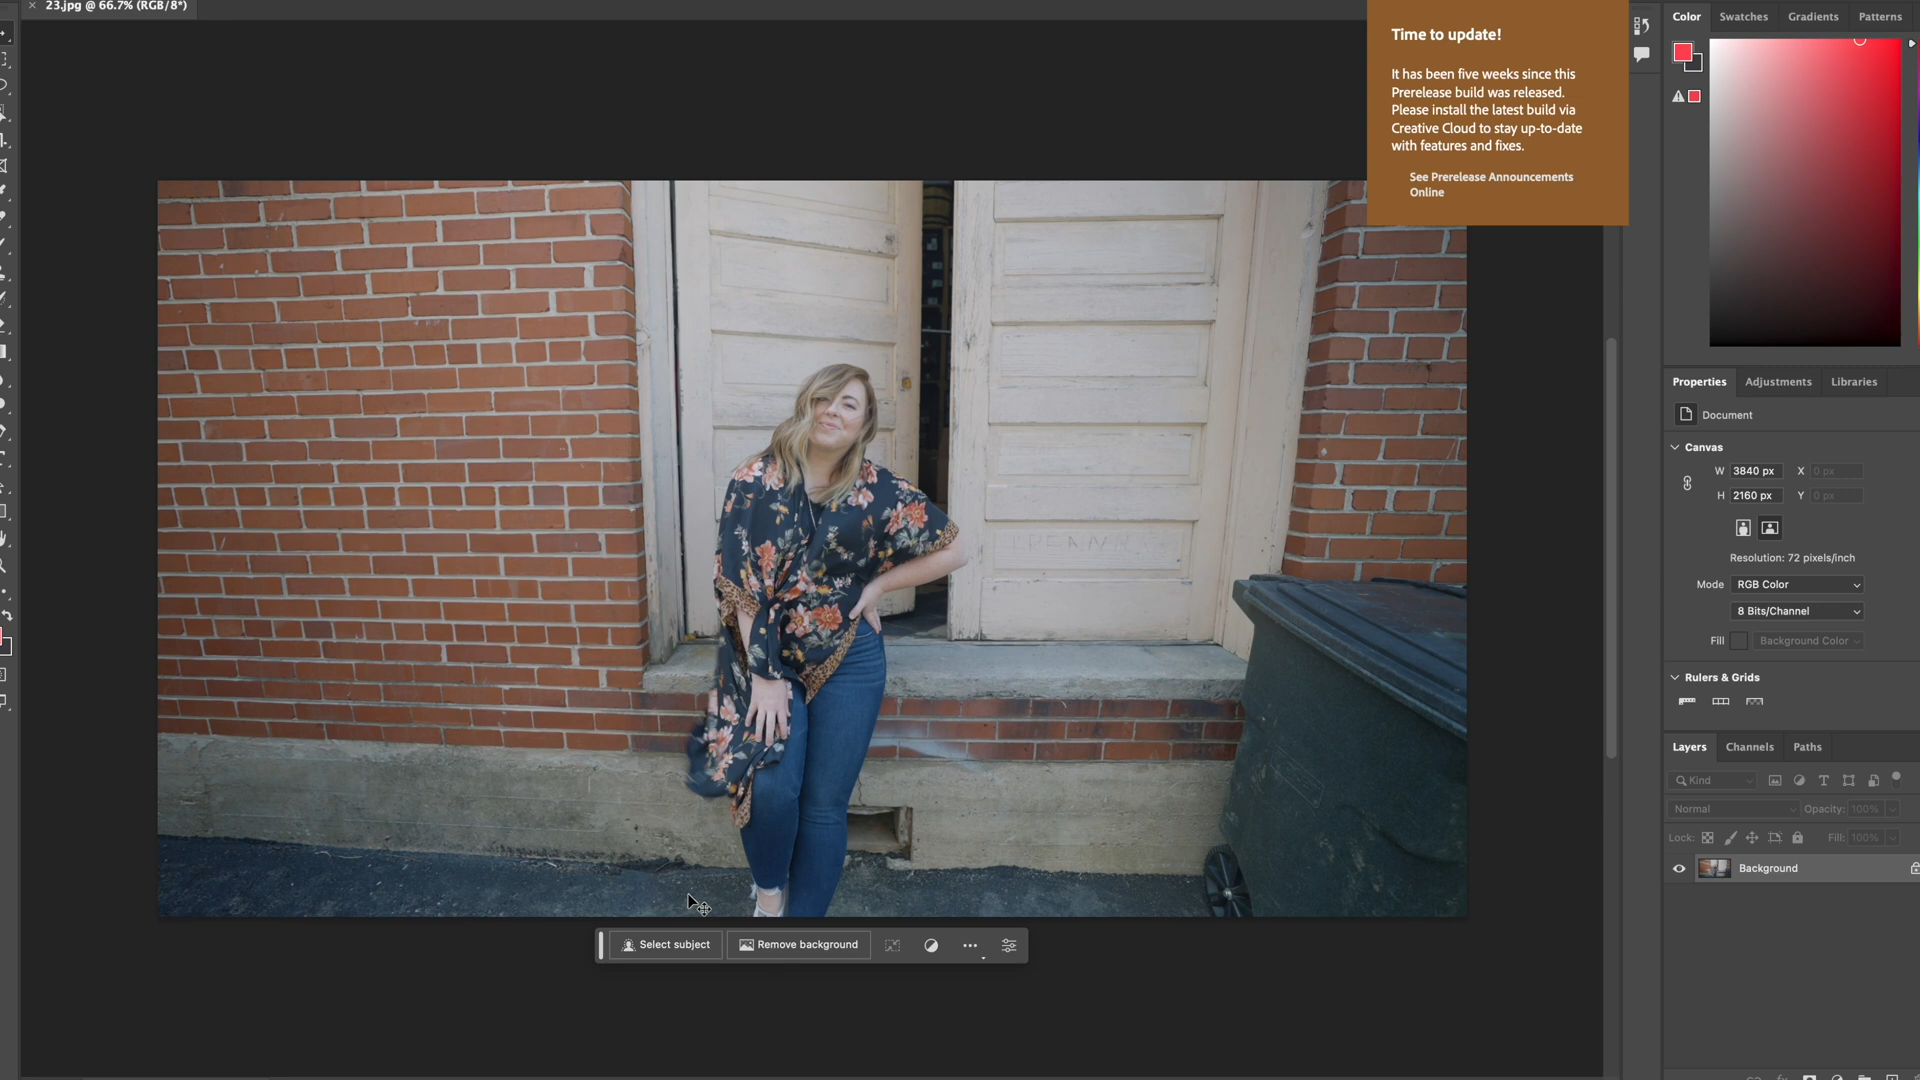 23.jpg @ 66.7% (RGB/8*)
Time to update!
It has been five weeks since this
Prerelease build was released.
Please install the latest build via
Creative Cloud to stay up-to-date
with features and fixes.
See Prerelease Announcements
Online
Color Swatches Gradients Patterns
Properties Adjustments Libraries
Document
Canvas
W 3840 px X 0 px
H 2160 px Y 0 px
Resolution: 72 pixels/inch
Mode RGB Color
8 Bits/Channel
Fill Background Color
Rulers & Grids
Layers Channels Paths
Kind
Normal Opacity: 100%
Lock: Fill: 100%
Background
Select subject Remove background